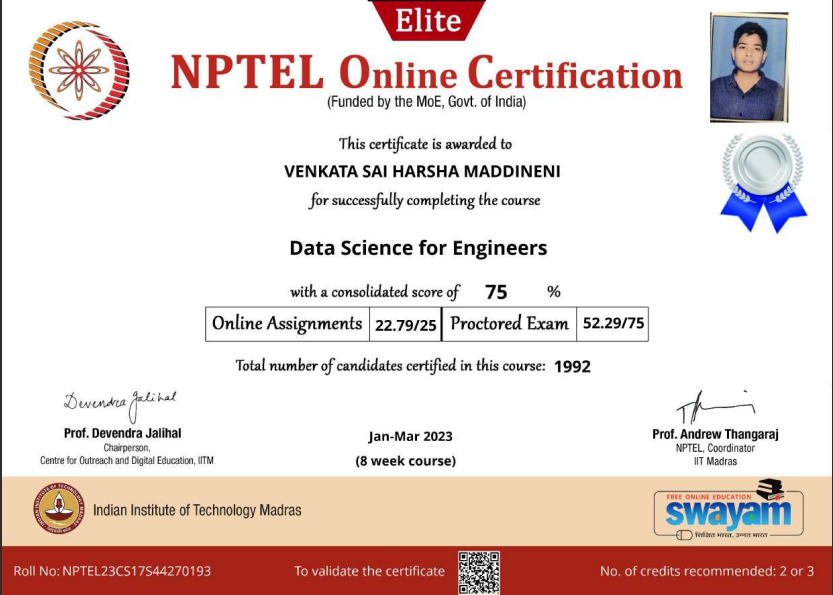 Elite
NPTEL Online Certification
(Funded by the MoE, Govt. of India)
This certificate is awarded to
VENKATA SAI HARSHA MADDINENI
for successfully completing the course
Data Science for Engineers
with a consolidated score of 75 %
Online Assignments 22.79/25 Proctored Exam 52.29/75
Total number of candidates certified in this course: 1992
Devendra Jalihal
Prof. Devendra Jalihal
Chairperson,
Centre for Outreach and Digital Education, IITM
Jan-Mar 2023
(8 week course)
Prof. Andrew Thangaraj
NPTEL, Coordinator
IIT Madras
Indian Institute of Technology Madras
FREE ONLINE EDUCATION
swayam
शिक्षित भारत, उन्नत भारत
Roll No: NPTEL23CS17S44270193
To validate the certificate
No. of credits recommended: 2 or 3